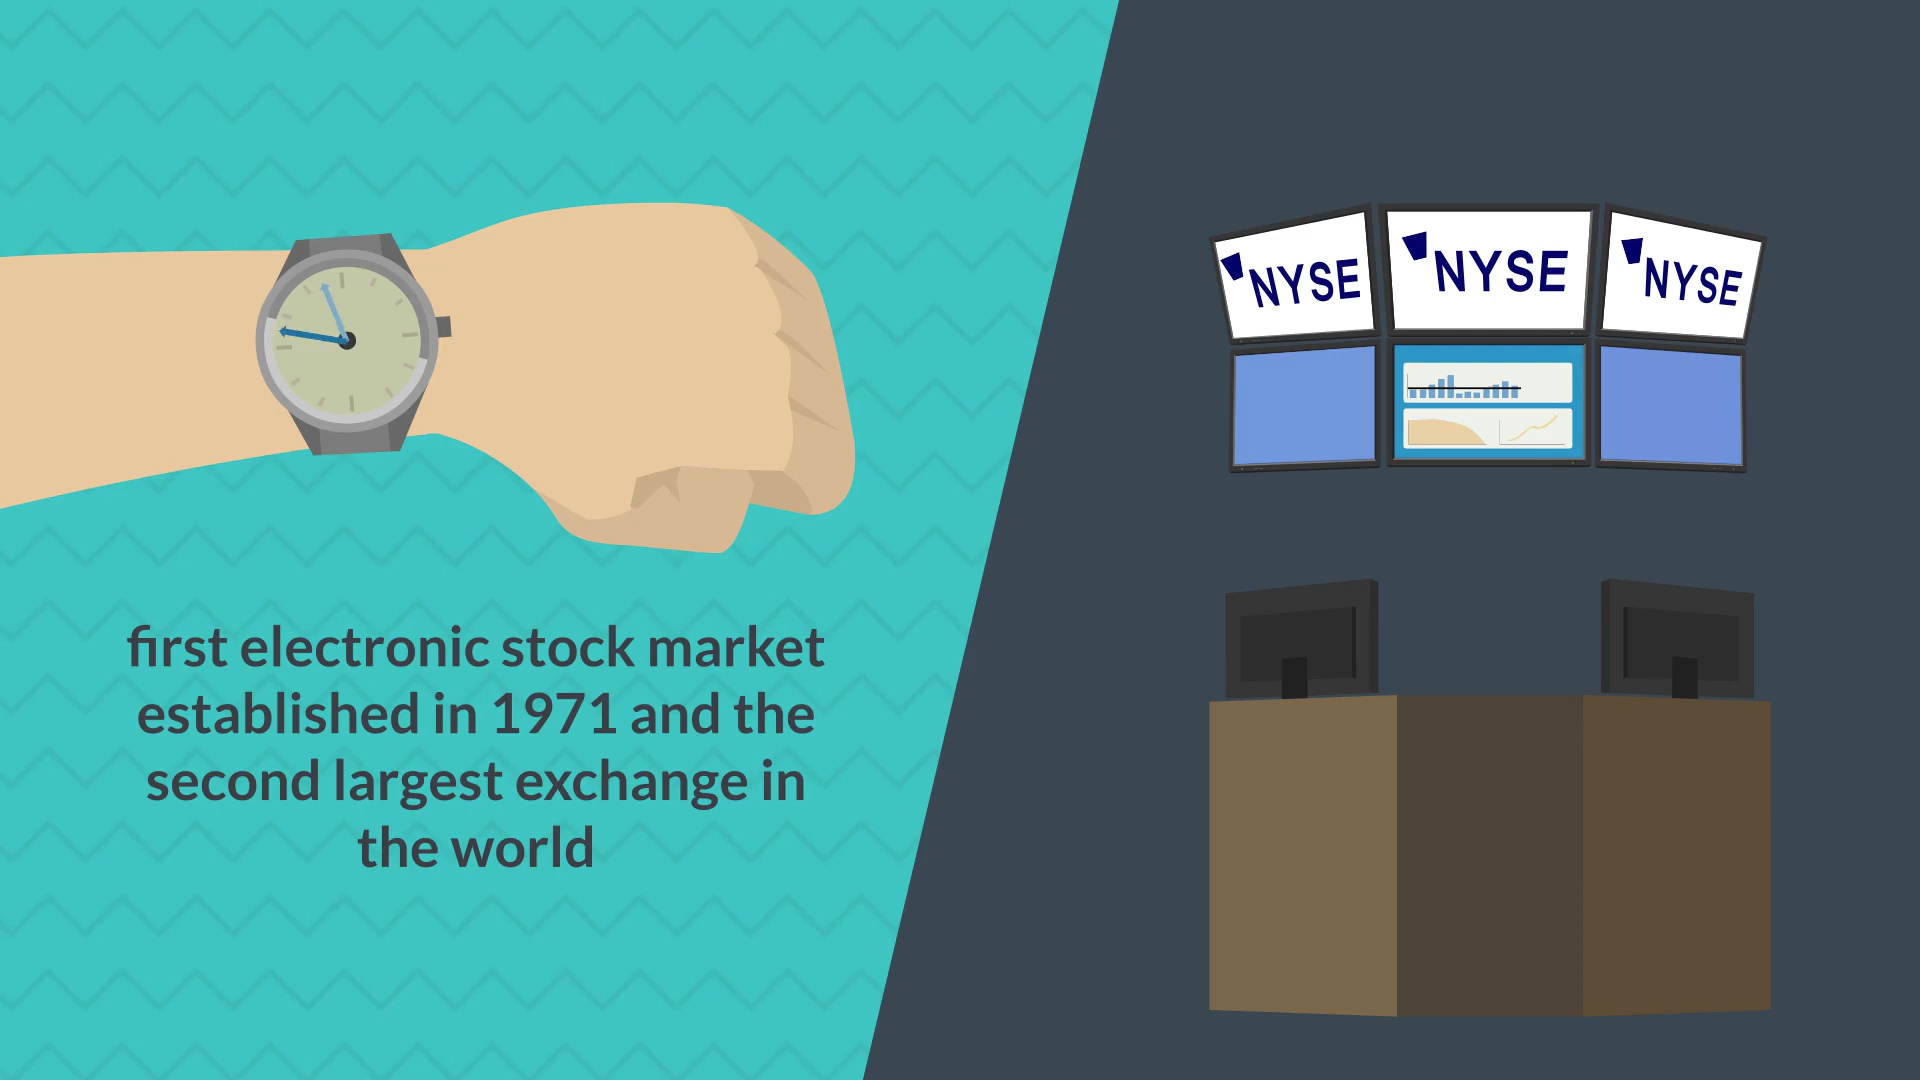 first electronic stock market
established in 1971 and the
second largest exchange in
the world
NYSE
NYSE
NYSE